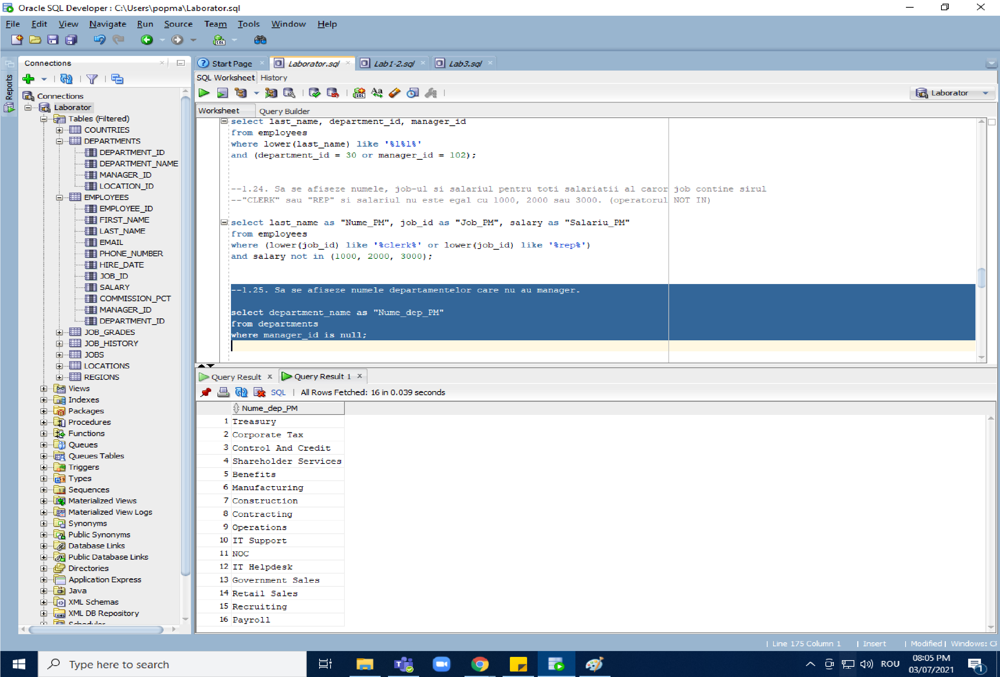 Oracle SQL Developer : C:\Users\popma\Laborator.sql
File Edit View Navigate Run Source Team Tools Window Help
Reports
Connections
Connections
Laborator
Tables (Filtered)
COUNTRIES
DEPARTMENTS
DEPARTMENT_ID
DEPARTMENT_NAME
MANAGER_ID
LOCATION_ID
EMPLOYEES
EMPLOYEE_ID
FIRST_NAME
LAST_NAME
EMAIL
PHONE_NUMBER
HIRE_DATE
JOB_ID
SALARY
COMMISSION_PCT
MANAGER_ID
DEPARTMENT_ID
JOB_GRADES
JOB_HISTORY
JOBS
LOCATIONS
REGIONS
Views
Indexes
Packages
Procedures
Functions
Queues
Queues Tables
Triggers
Types
Sequences
Materialized Views
Materialized View Logs
Synonyms
Public Synonyms
Database Links
Public Database Links
Directories
Application Express
Java
XML Schemas
XML DB Repository
Scheduler
Start Page Laborator.sql Lab1-2.sql Lab3.sql
SQL Worksheet History
Laborator
Worksheet Query Builder
select last_name, department_id, manager_id
from employees
where lower(last_name) like '%l%l%'
and (department_id = 30 or manager_id = 102);
--1.24. Sa se afiseze numele, job-ul si salariul pentru toti salariatii al caror job contine sirul
--"CLERK" sau "REP" si salariul nu este egal cu 1000, 2000 sau 3000. (operatorul NOT IN)
select last_name as "Nume_PM", job_id as "Job_PM", salary as "Salariu_PM"
from employees
where (lower(job_id) like '%clerk%' or lower(job_id) like '%rep%')
and salary not in (1000, 2000, 3000);
--1.25. Sa se afiseze numele departamentelor care nu au manager.
select department_name as "Nume_dep_PM"
from departments
where manager_id is null;
Query Result Query Result 1
SQL | All Rows Fetched: 16 in 0.039 seconds
Nume_dep_PM
1 Treasury
2 Corporate Tax
3 Control And Credit
4 Shareholder Services
5 Benefits
6 Manufacturing
7 Construction
8 Contracting
9 Operations
10 IT Support
11 NOC
12 IT Helpdesk
13 Government Sales
14 Retail Sales
15 Recruiting
16 Payroll
| Line 175 Column 1 | Insert | Modified | Windows: CR
Type here to search
ROU
08:05 PM
03/07/2021
1